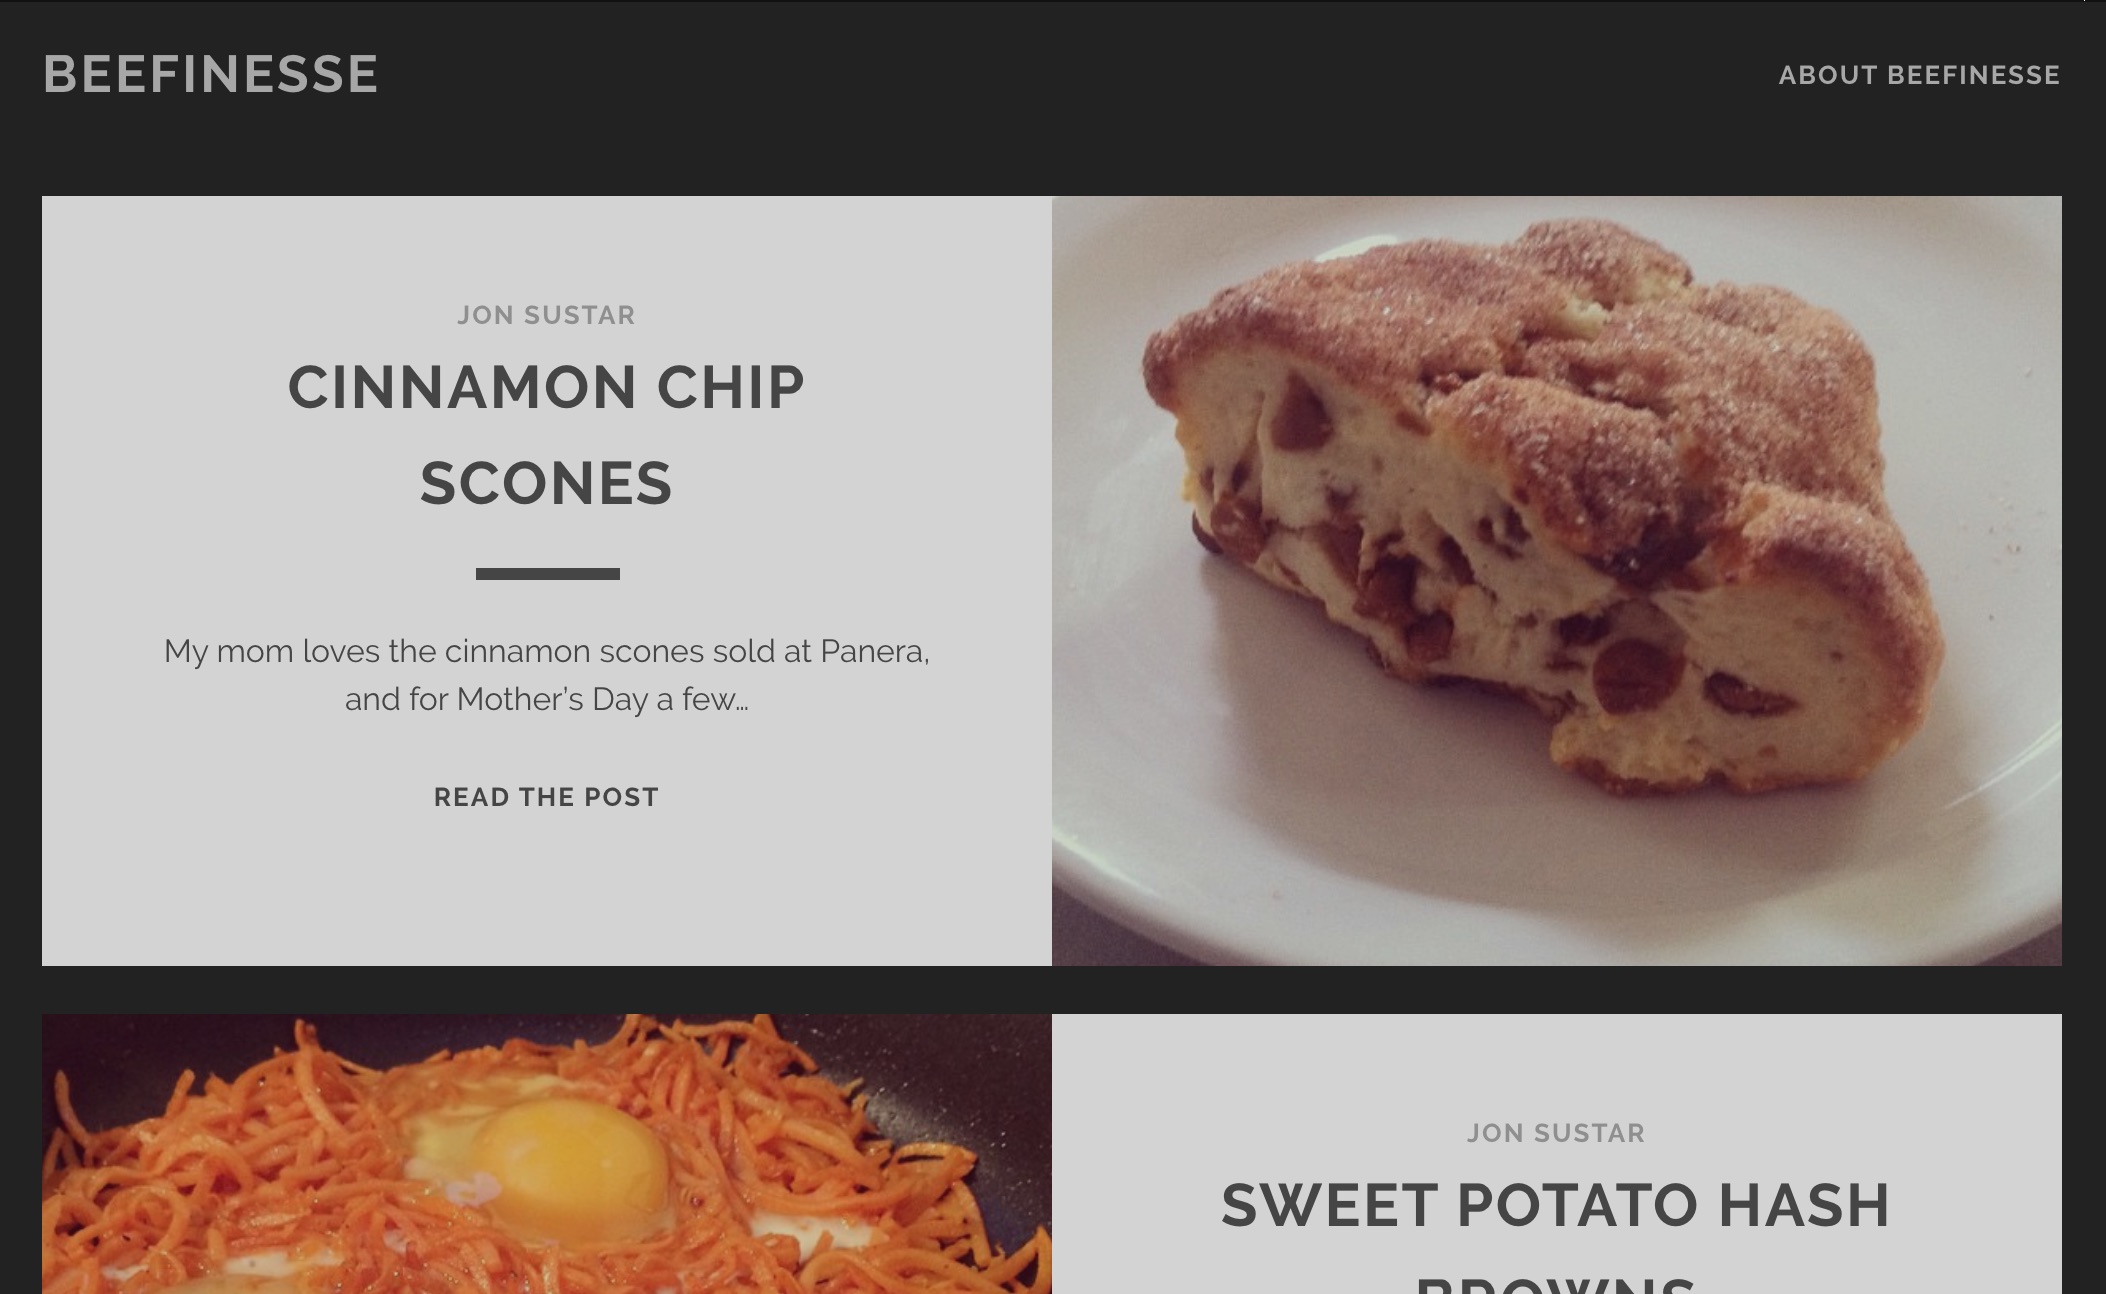 BEEFINESSE
ABOUT BEEFINESSE
JON SUSTAR
CINNAMON CHIP
SCONES
My mom loves the cinnamon scones sold at Panera,
and for Mother’s Day a few…
READ THE POST
JON SUSTAR
SWEET POTATO HASH
BROWNS